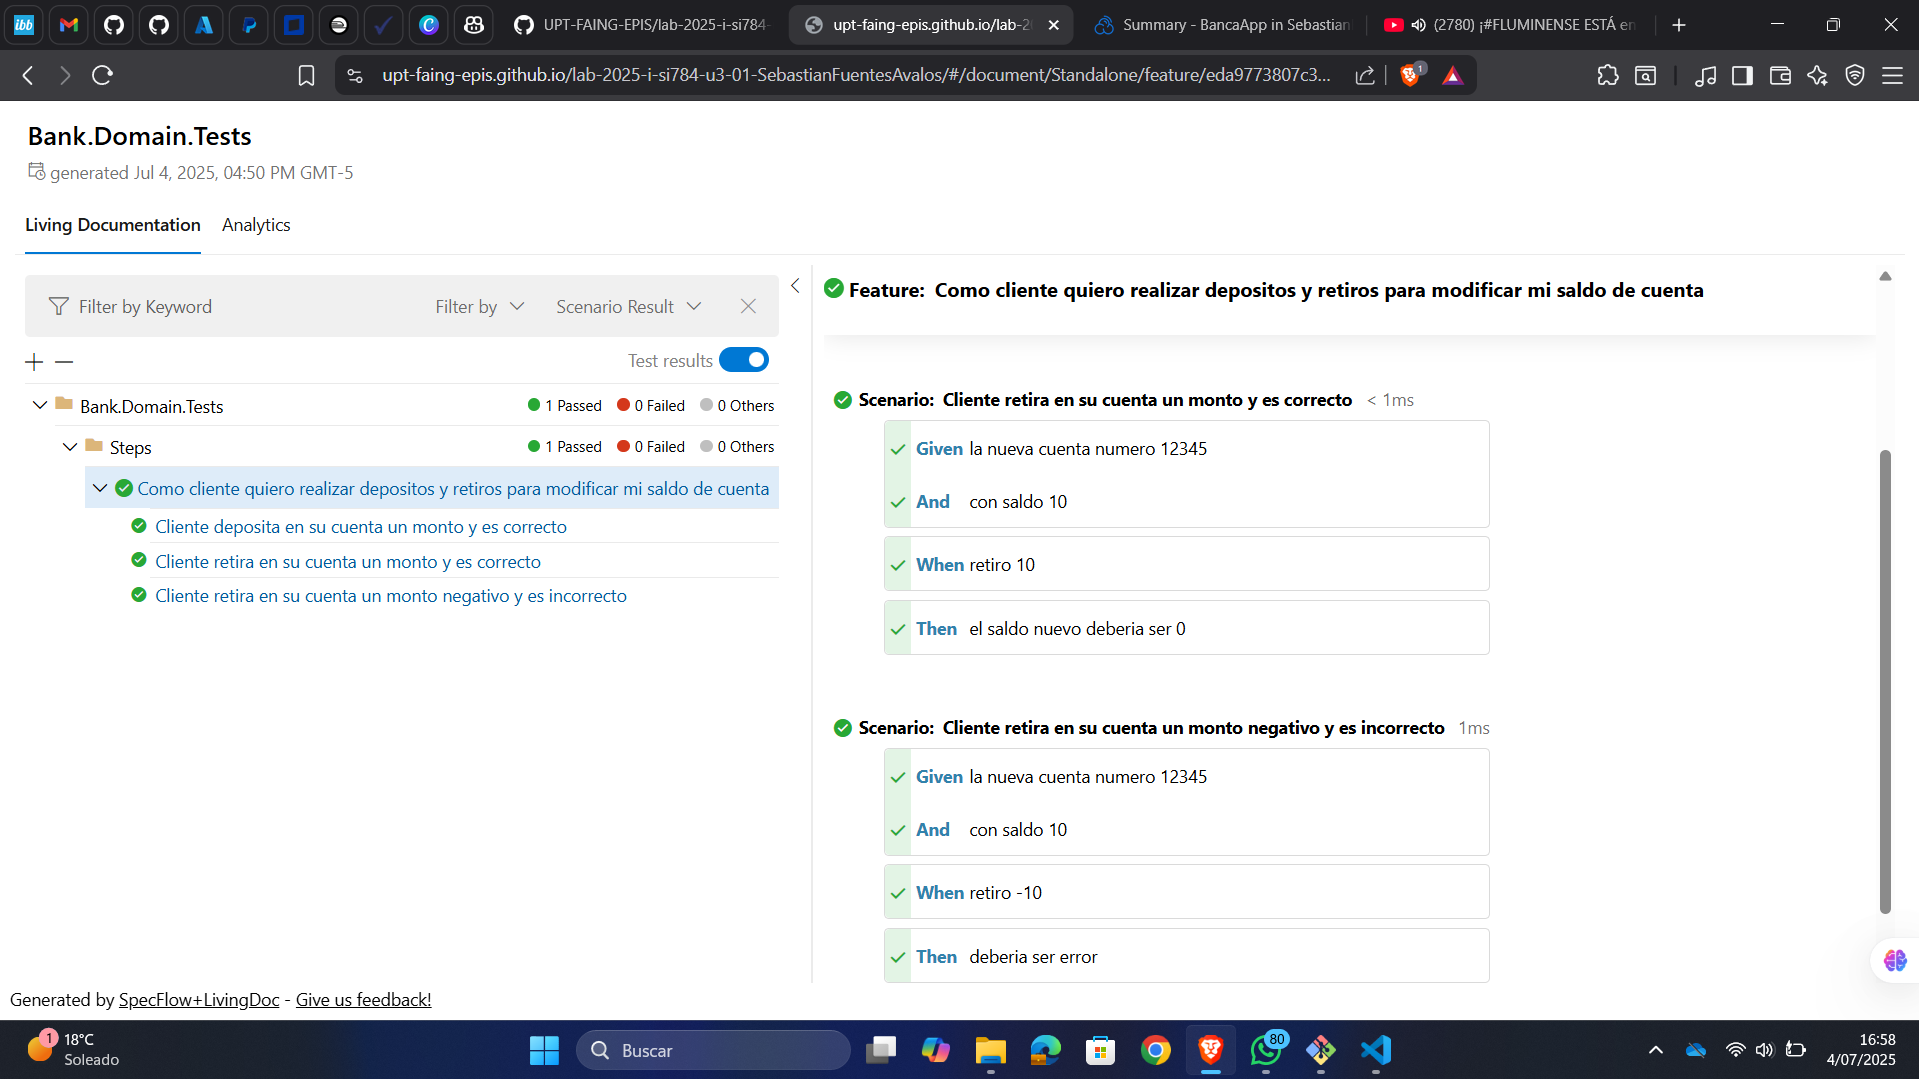 ibb
UPT-FAING-EPIS/lab-2025-i-si784-
upt-faing-epis.github.io/lab-20
Summary - BancaApp in Sebastian
(2780) ¡#FLUMINENSE ESTÁ en
upt-faing-epis.github.io/lab-2025-i-si784-u3-01-SebastianFuentesAvalos/#/document/Standalone/feature/eda9773807c3...
1
Bank.Domain.Tests
generated Jul 4, 2025, 04:50 PM GMT-5
Living Documentation
Analytics
Filter by Keyword
Filter by
Scenario Result
Test results
Bank.Domain.Tests
1 Passed
0 Failed
0 Others
Steps
1 Passed
0 Failed
0 Others
Como cliente quiero realizar depositos y retiros para modificar mi saldo de cuenta
Cliente deposita en su cuenta un monto y es correcto
Cliente retira en su cuenta un monto y es correcto
Cliente retira en su cuenta un monto negativo y es incorrecto
Feature: Como cliente quiero realizar depositos y retiros para modificar mi saldo de cuenta
Scenario: Cliente retira en su cuenta un monto y es correcto < 1ms
Given la nueva cuenta numero 12345
And con saldo 10
When retiro 10
Then el saldo nuevo deberia ser 0
Scenario: Cliente retira en su cuenta un monto negativo y es incorrecto 1ms
Given la nueva cuenta numero 12345
And con saldo 10
When retiro -10
Then deberia ser error
Generated by SpecFlow+LivingDoc - Give us feedback!
1
18°C
Soleado
Buscar
80
16:58
4/07/2025